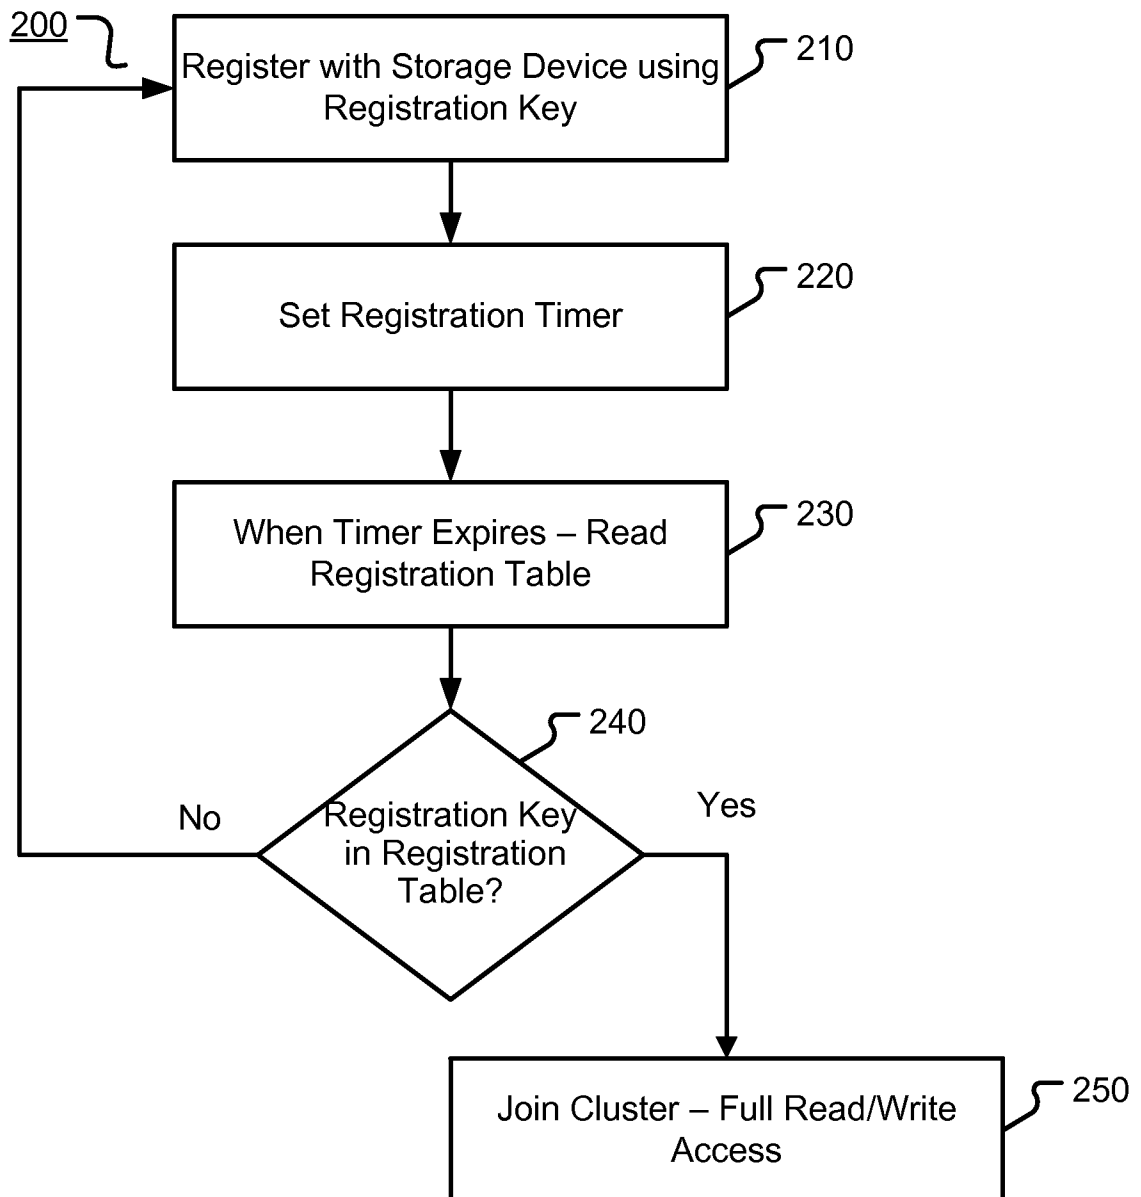 200
Register with Storage Device using
Registration Key
210
Set Registration Timer
220
When Timer Expires – Read
Registration Table
230
240
Registration Key
in Registration
Table?
No
Yes
Join Cluster – Full Read/Write
Access
250